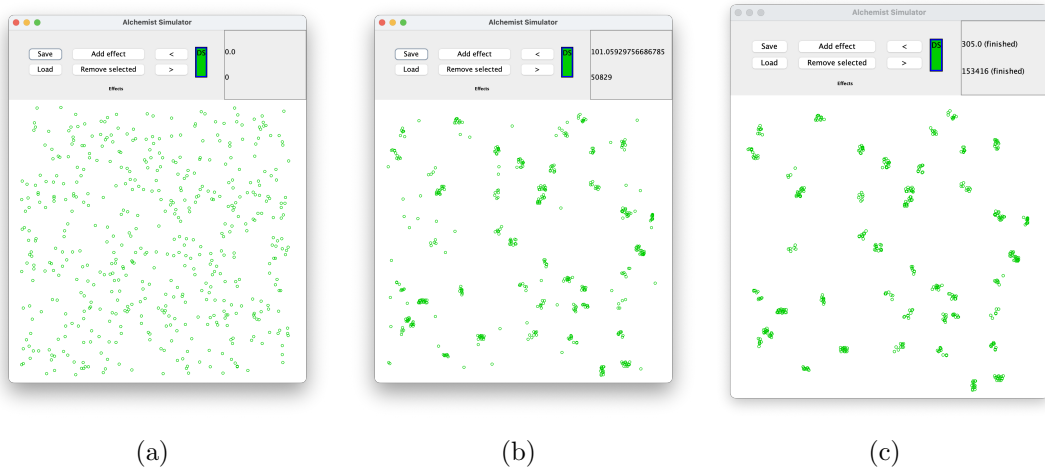 Alchemist Simulator
Save Add effect < DS 0.0
Load Remove selected > 0
Effects
Alchemist Simulator
Save Add effect < DS 101.05929756686785
Load Remove selected > 50829
Effects
Alchemist Simulator
Save Add effect < DS 305.0 (finished)
Load Remove selected > 153416 (finished)
Effects
(a) (b) (c)